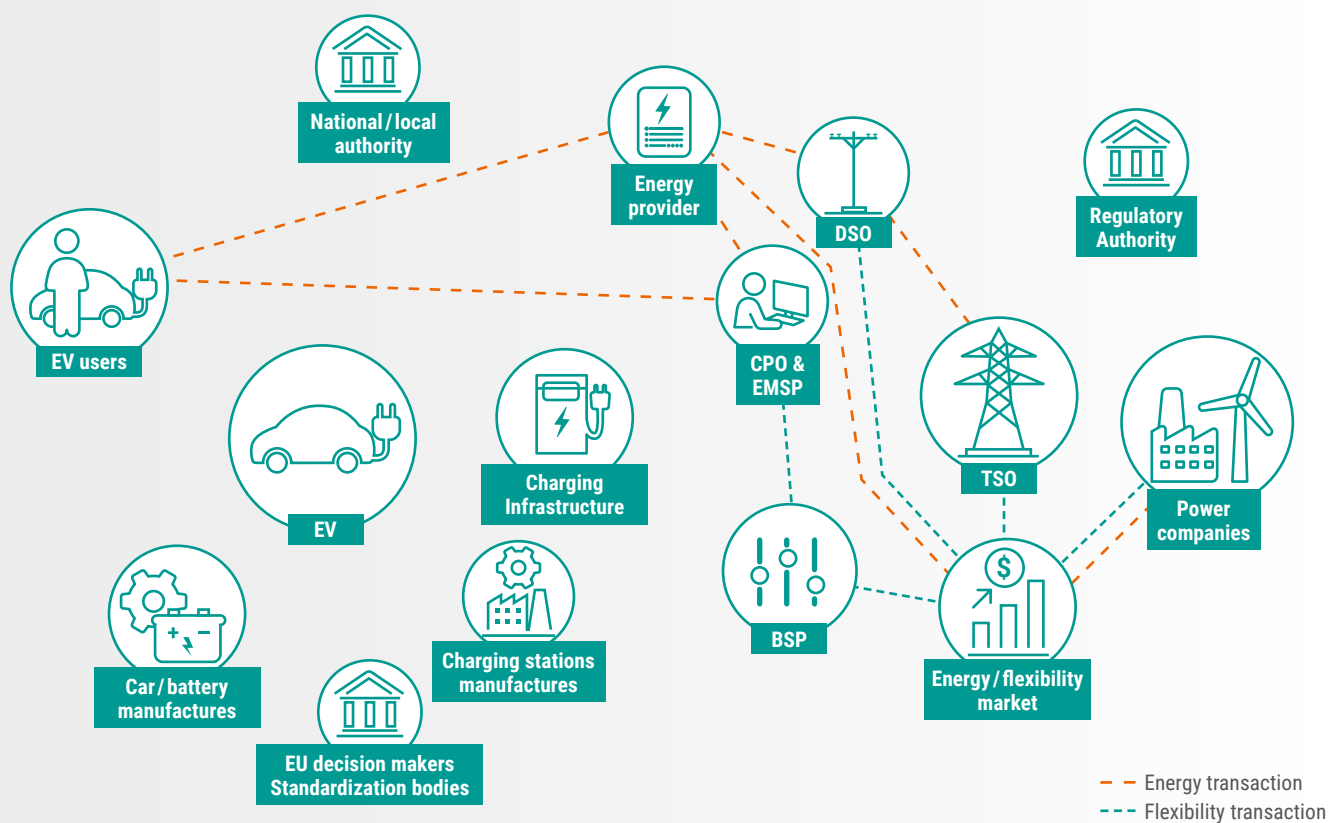 National / local
authority
Energy
provider
DSO
Regulatory
Authority
EV users
CPO &
EMSP
TSO
Power
companies
Charging
Infrastructure
EV
BSP
$
Energy / flexibility
market
Charging stations
manufactures
Car / battery
manufactures
EU decision makers
Standardization bodies
Energy transaction
Flexibility transaction